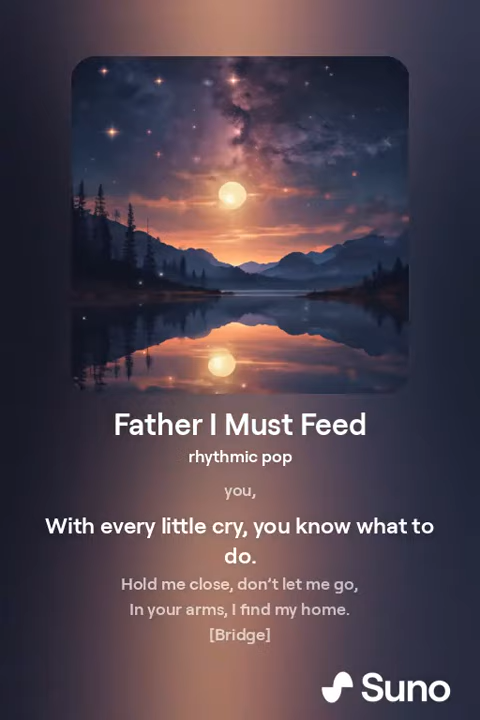 Father I Must Feed
rhythmic pop
you,
With every little cry, you know what to
do.
Hold me close, don’t let me go,
In your arms, I find my home.
[Bridge]
Suno